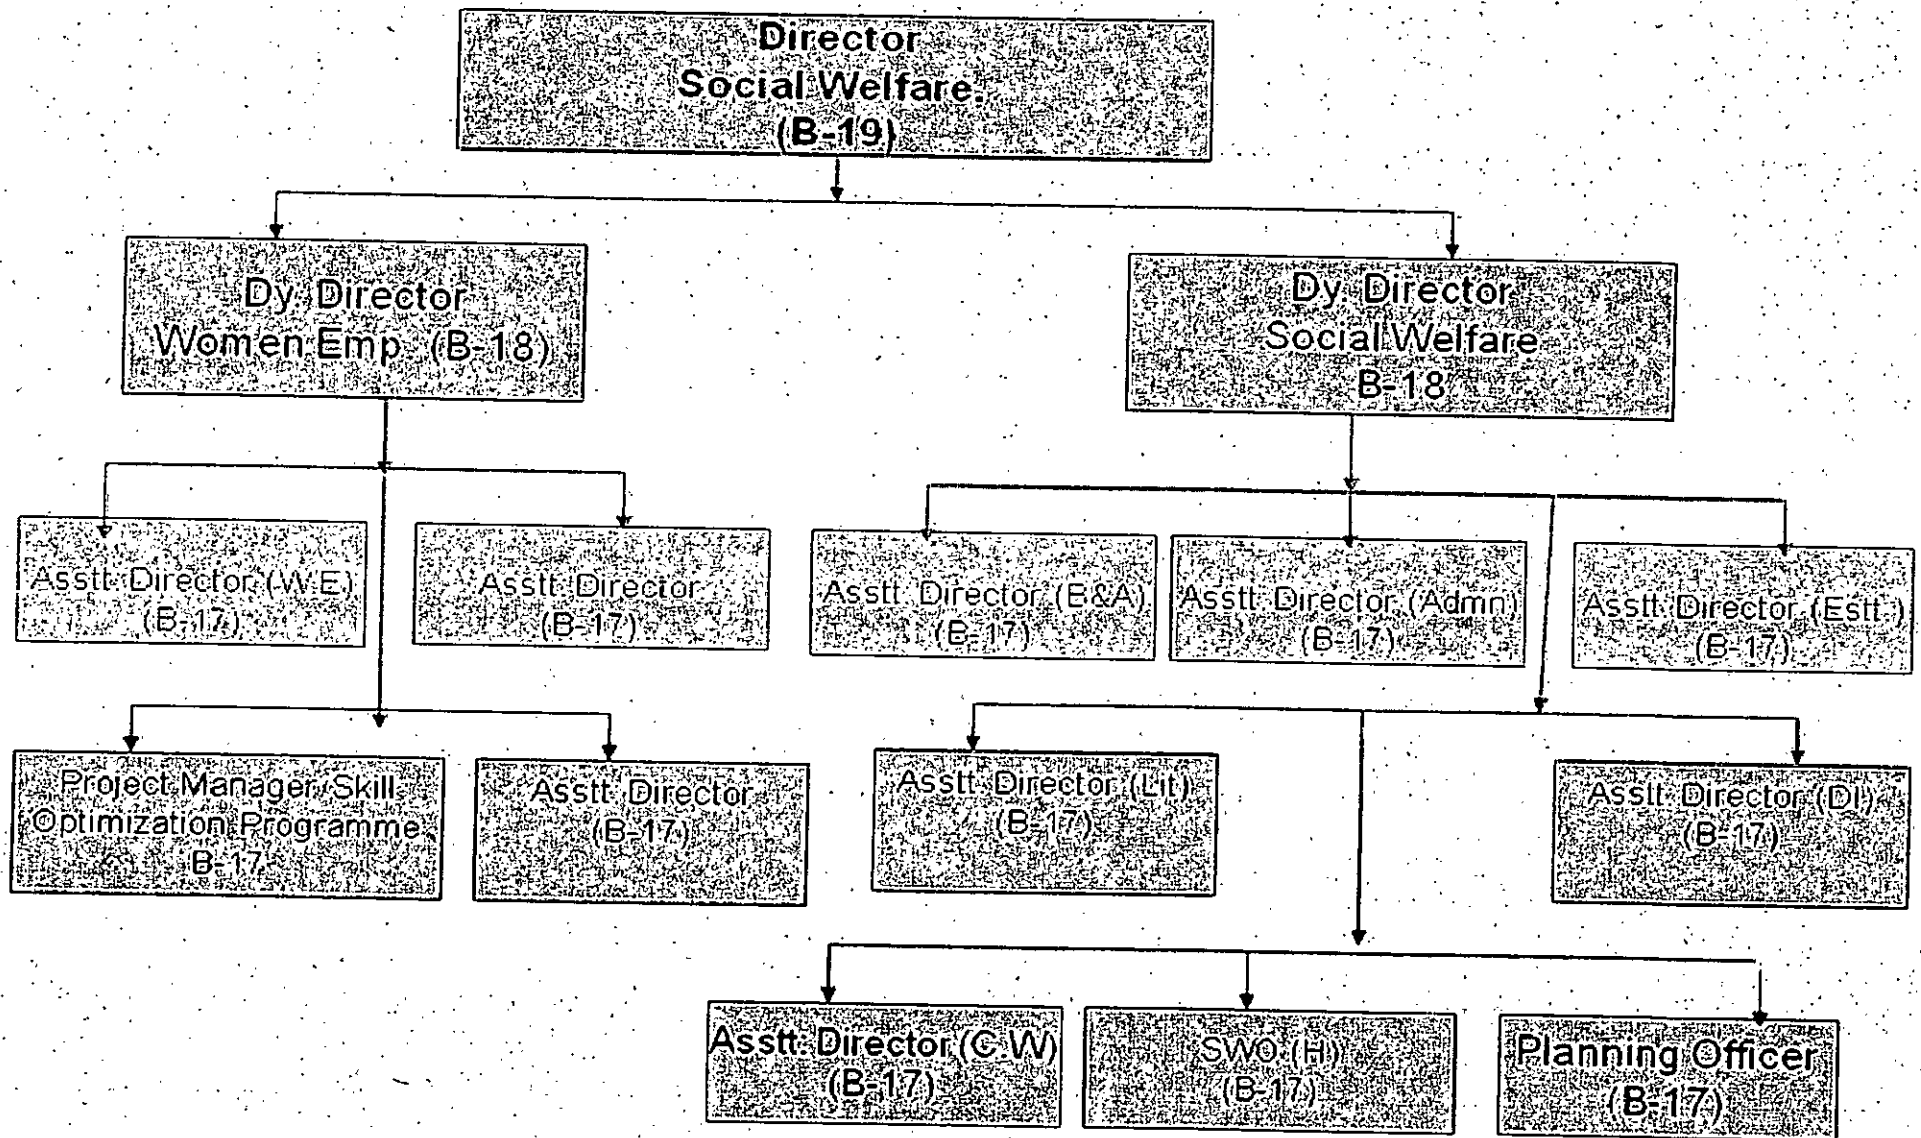 Director
Social Welfare.
(B-19)
Dy. Director
Women Emp. (B-18)
Dy. Director
Social Welfare
B-18
Asstt. Director (W.E)
(B-17)
Asstt. Director
(B-17)
Asstt. Director (B&A)
(B-17)
Asstt. Director (Admn)
(B-17)
Asstt. Director (Estt.)
(B-17)
Project Manager Skill
Optimization Programme.
B-17
Asstt. Director
(B-17)
Asstt. Director (Lit)
(B-17)
Asstt. Director (DI)
(B-17)
Asstt. Director (C.W)
(B-17)
SWO (H)
(B-17)
Planning Officer
(B-17)